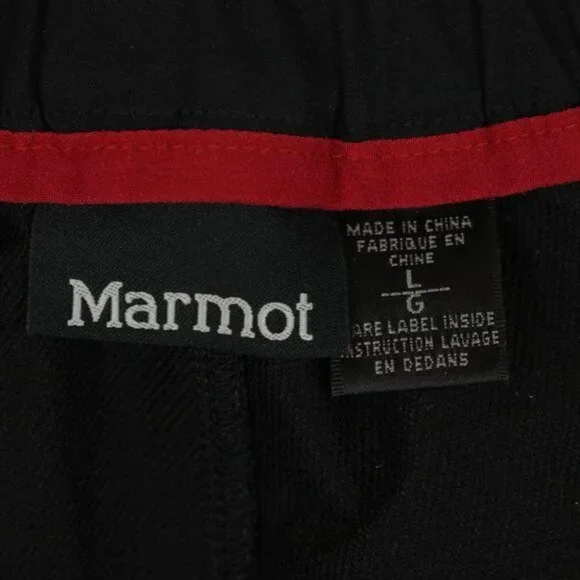 Marmot
MADE IN CHINA
FABRIQUE EN
CHINE
L
G
ARE LABEL INSIDE
NSTRUCTION LAVAGE
EN DEDANS